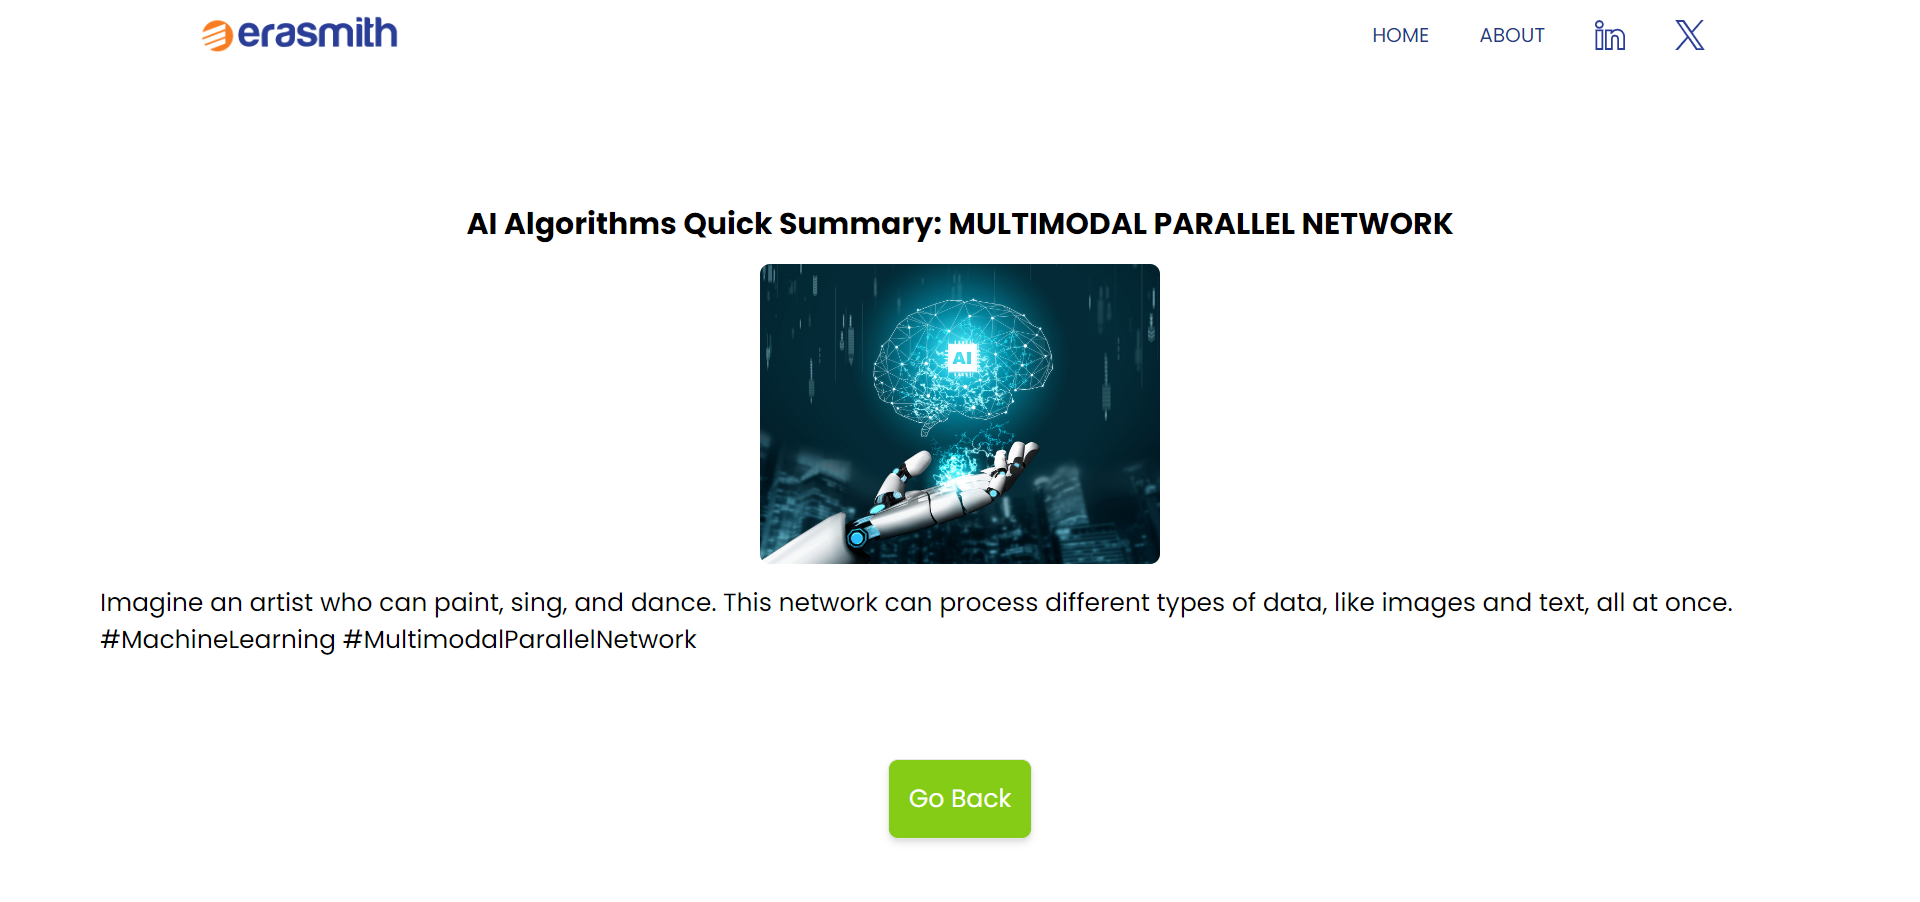 erasmith
HOME ABOUT in X
AI Algorithms Quick Summary: MULTIMODAL PARALLEL NETWORK
AI
Imagine an artist who can paint, sing, and dance. This network can process different types of data, like images and text, all at once.
#MachineLearning #MultimodalParallelNetwork
Go Back